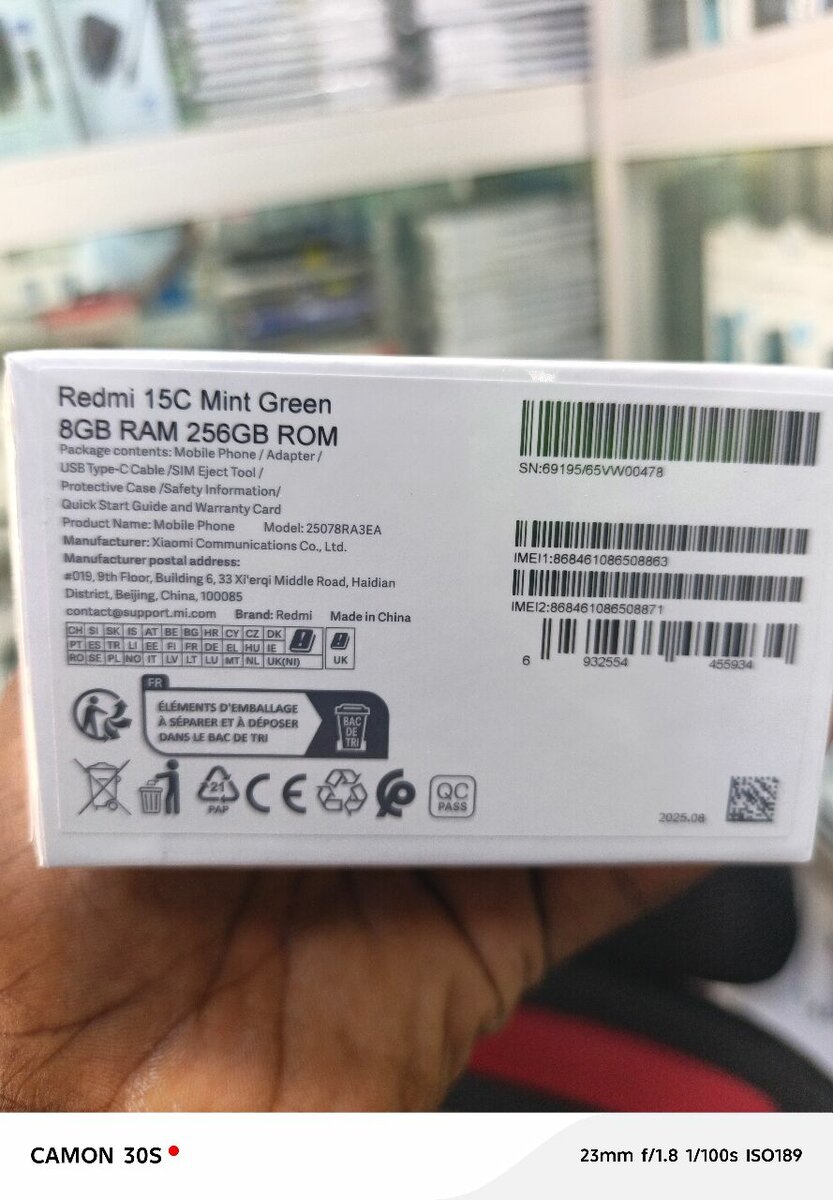 Redmi 15C Mint Green
8GB RAM 256GB ROM
Package contents: Mobile Phone / Adapter /
USB Type-C Cable /SIM Eject Tool /
Protective Case /Safety Information/
Quick Start Guide and Warranty Card
Product Name: Mobile Phone Model: 25078RA3EA
Manufacturer: Xiaomi Communications Co., Ltd.
Manufacturer postal address:
#019, 9th Floor, Building 6, 33 Xi'erqi Middle Road, Haidian
District, Beijing, China, 100085
contact@support.mi.com Brand: Redmi Made in China
CH SI SK IS AT BE BG HR CY CZ DK
PT ES TR LI EE FI FR DE EL HU IE
RO SE PL NO IT LV LT LU MT NL UK(NI)
UK
FR
ÉLÉMENTS D'EMBALLAGE
À SÉPARER ET À DÉPOSER
DANS LE BAC DE TRI
BAC
DE
TRI
21
PAP
CE
QC
PASS
SN:69195/65VW00478
IMEI1:868461086508863
IMEI2:868461086508871
6 932554 455934
2025.08
CAMON 30S
23mm f/1.8 1/100s ISO189